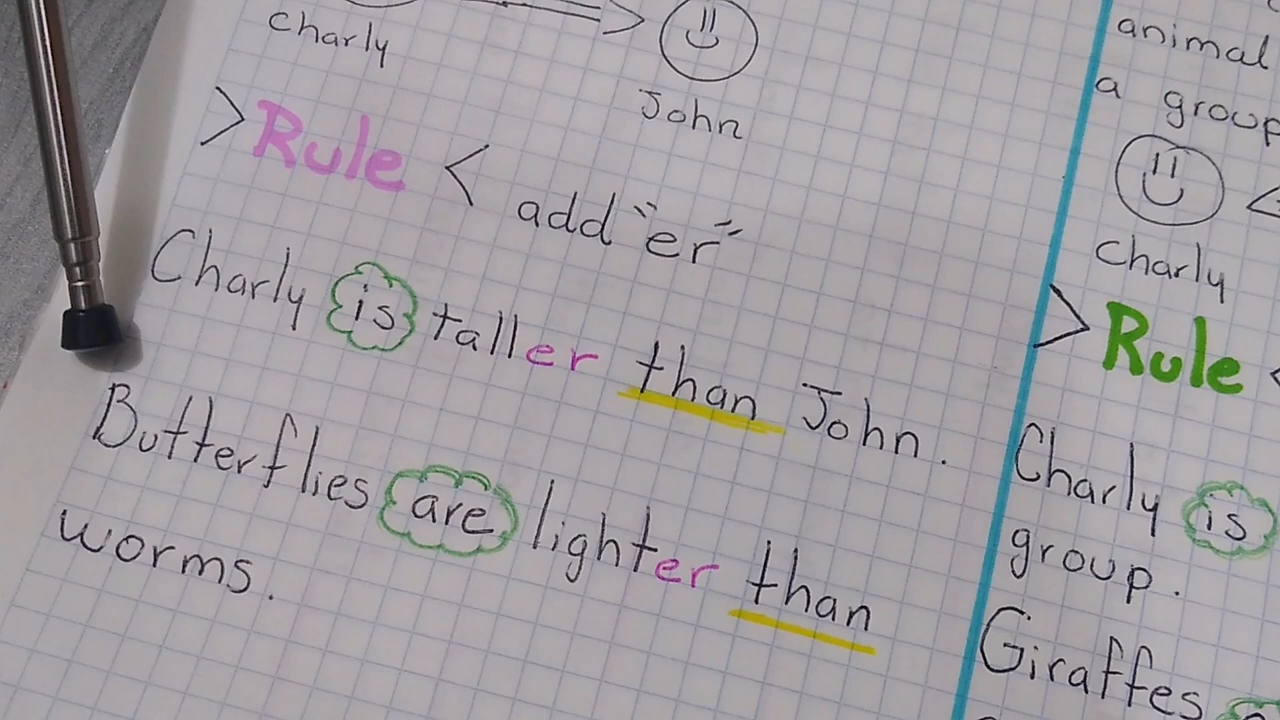 Charly
John
>Rule< add "er"
Charly is taller than John.
Butterflies are lighter than
worms.
animal
a group
Charly
>Rule<
Charly is
group.
Giraffes